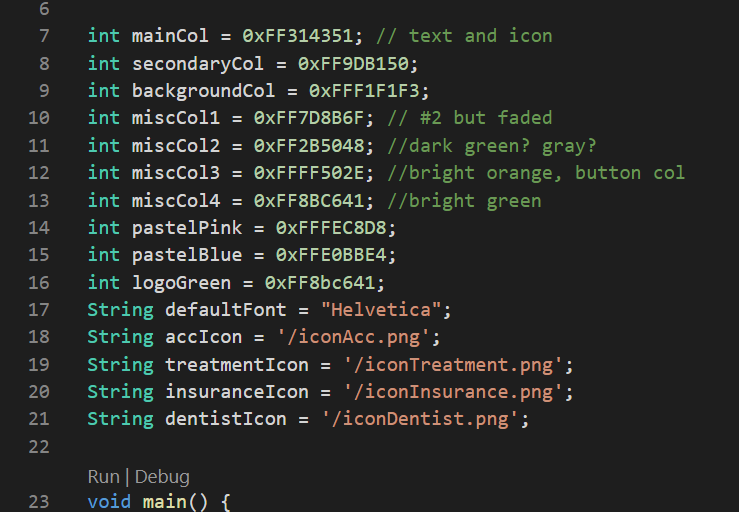 6
7 int mainCol = 0xFF314351; // text and icon
8 int secondaryCol = 0xFF9DB150;
9 int backgroundCol = 0xFFF1F1F3;
10 int miscCol1 = 0xFF7D8B6F; // #2 but faded
11 int miscCol2 = 0xFF2B5048; //dark green? gray?
12 int miscCol3 = 0xFFFF502E; //bright orange, button col
13 int miscCol4 = 0xFF8BC641; //bright green
14 int pastelPink = 0xFFFEC8D8;
15 int pastelBlue = 0xFFE0BBE4;
16 int logoGreen = 0xFF8bc641;
17 String defaultFont = "Helvetica";
18 String accIcon = '/iconAcc.png';
19 String treatmentIcon = '/iconTreatment.png';
20 String insuranceIcon = '/iconInsurance.png';
21 String dentistIcon = '/iconDentist.png';
22
Run | Debug
23 void main() {